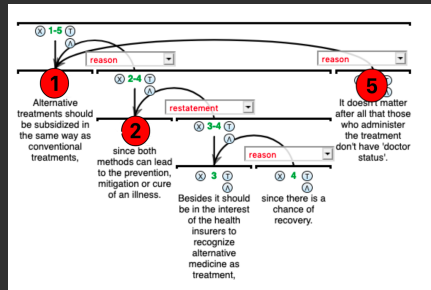 1-5
reason
reason
1
2-4
5
Alternative
treatments should
be subsidized in
the same way as
conventional
treatments,
restatement
It doesn't matter
after all that those
who administer
the treatment
don't have 'doctor
status'.
2
3-4
since both
methods can lead
to the prevention,
mitigation or cure
of an illness.
reason
3
4
Besides it should
be in the interest
of the health
insurers to
recognize
alternative
medicine as
treatment,
since there is a
chance of
recovery.